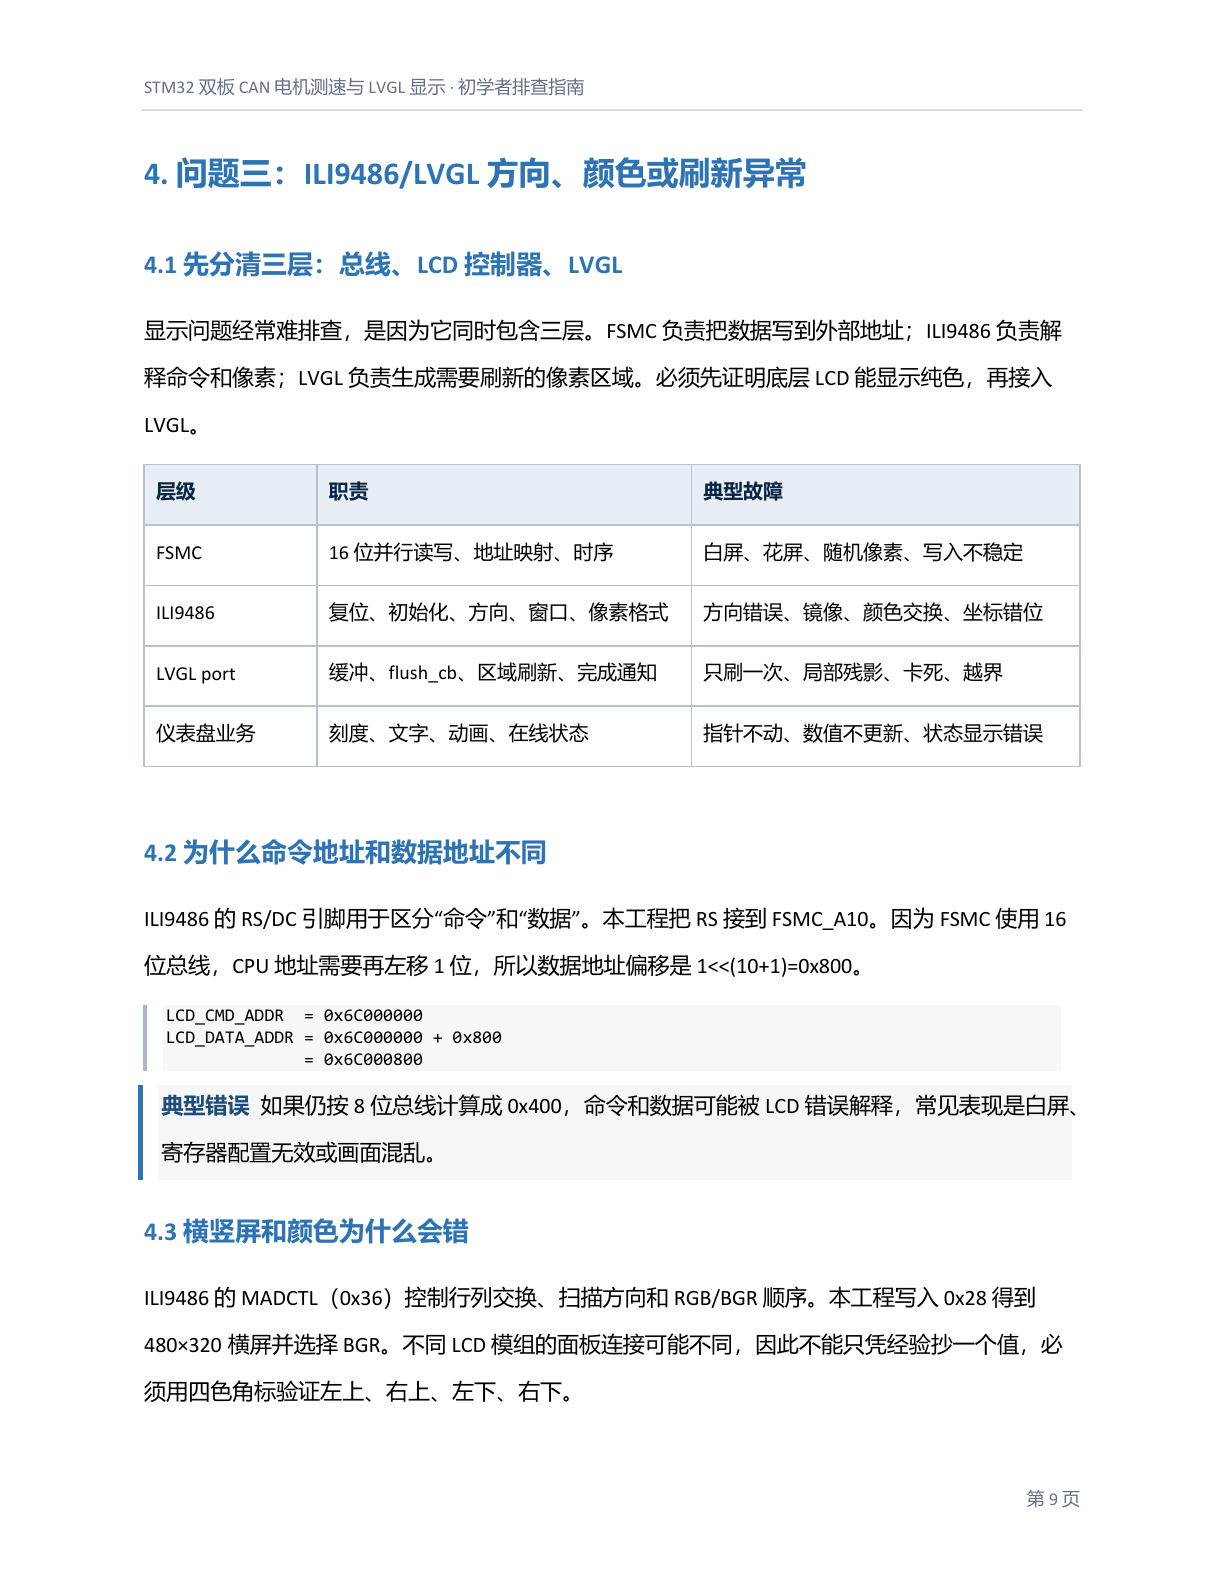 STM32 双板 CAN 电机测速与 LVGL 显示 · 初学者排查指南
4. 问题三：ILI9486/LVGL 方向、颜色或刷新异常
4.1 先分清三层：总线、LCD 控制器、LVGL
显示问题经常难排查，是因为它同时包含三层。FSMC 负责把数据写到外部地址；ILI9486 负责解
释命令和像素；LVGL 负责生成需要刷新的像素区域。必须先证明底层 LCD 能显示纯色，再接入
LVGL。
层级 职责 典型故障
FSMC 16 位并行读写、地址映射、时序 白屏、花屏、随机像素、写入不稳定
ILI9486 复位、初始化、方向、窗口、像素格式 方向错误、镜像、颜色交换、坐标错位
LVGL port 缓冲、flush_cb、区域刷新、完成通知 只刷一次、局部残影、卡死、越界
仪表盘业务 刻度、文字、动画、在线状态 指针不动、数值不更新、状态显示错误
4.2 为什么命令地址和数据地址不同
ILI9486 的 RS/DC 引脚用于区分“命令”和“数据”。本工程把 RS 接到 FSMC_A10。因为 FSMC 使用 16
位总线，CPU 地址需要再左移 1 位，所以数据地址偏移是 1<<(10+1)=0x800。
LCD_CMD_ADDR  = 0x6C000000
LCD_DATA_ADDR = 0x6C000000 + 0x800
= 0x6C000800
典型错误 如果仍按 8 位总线计算成 0x400，命令和数据可能被 LCD 错误解释，常见表现是白屏、
寄存器配置无效或画面混乱。
4.3 横竖屏和颜色为什么会错
ILI9486 的 MADCTL（0x36）控制行列交换、扫描方向和 RGB/BGR 顺序。本工程写入 0x28 得到
480×320 横屏并选择 BGR。不同 LCD 模组的面板连接可能不同，因此不能只凭经验抄一个值，必
须用四色角标验证左上、右上、左下、右下。
第 9 页